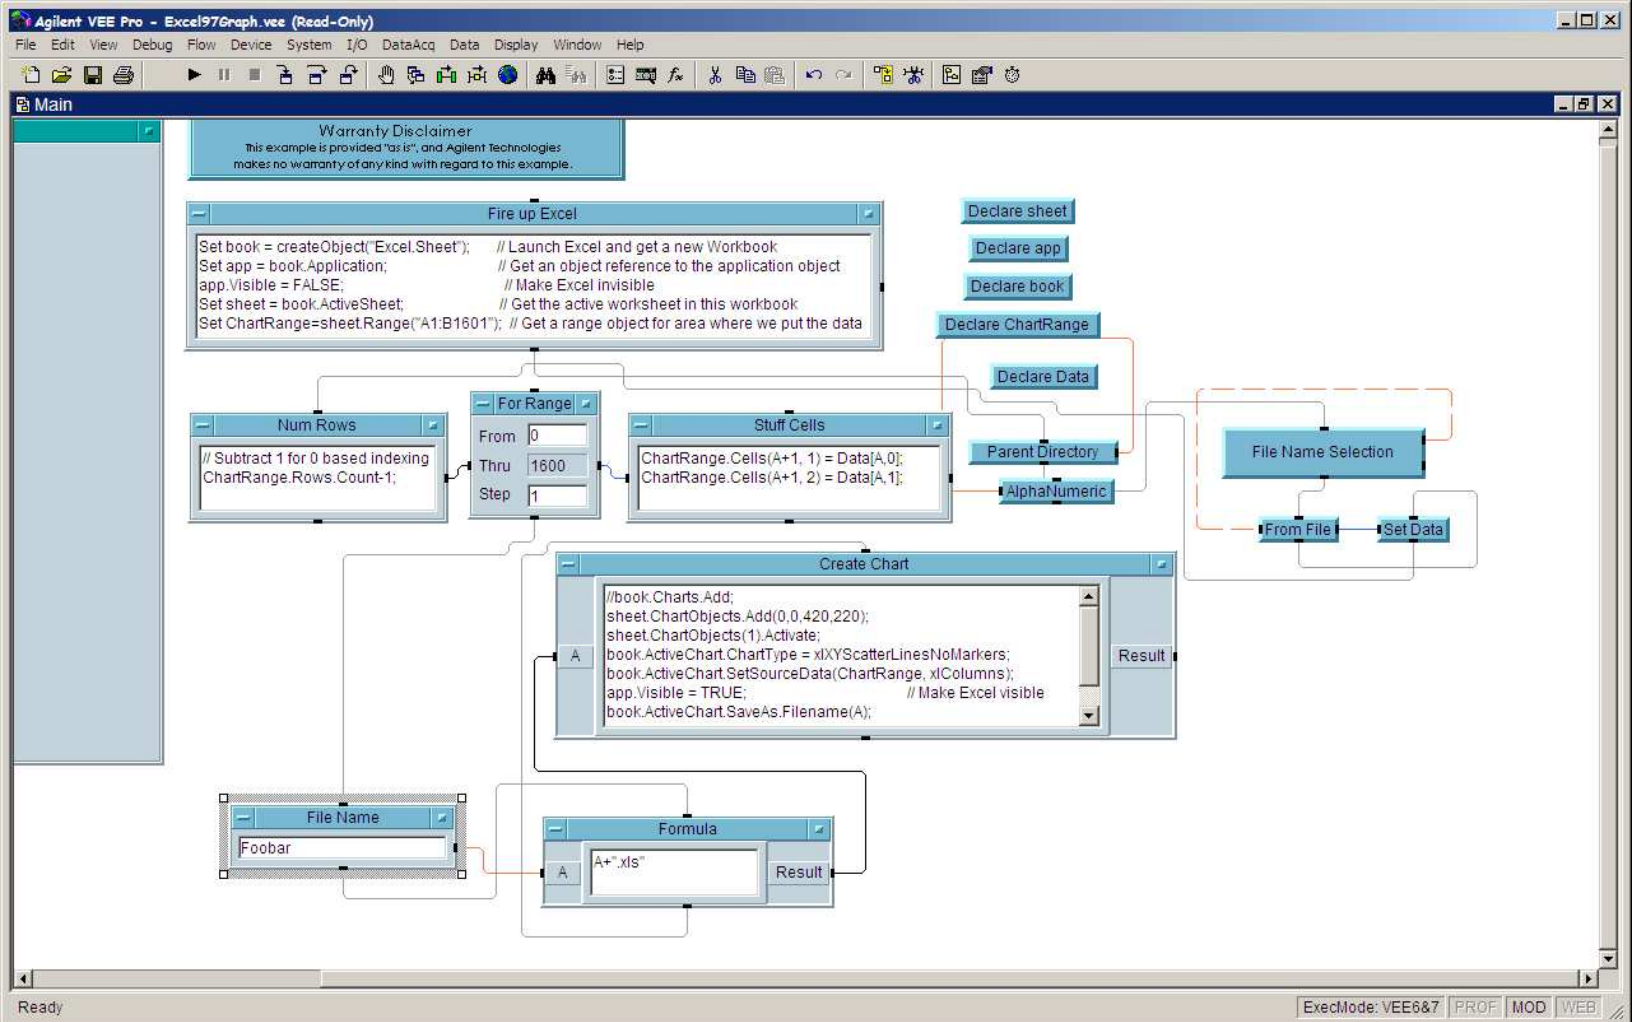 Agilent VEE Pro - Excel97Graph.vee (Read-Only)
File Edit View Debug Flow Device System I/O DataAcq Data Display Window Help
Main
Warranty Disclaimer
This example is provided "as is", and Agilent Technologies
makes no warranty of any kind with regard to this example.
Fire up Excel
Set book = createObject("Excel.Sheet"); // Launch Excel and get a new Workbook
Set app = book.Application; // Get an object reference to the application object
app.Visible = FALSE; // Make Excel invisible
Set sheet = book.ActiveSheet; // Get the active worksheet in this workbook
Set ChartRange=sheet.Range("A1:B1601"); // Get a range object for area where we put the data
Declare sheet
Declare app
Declare book
Declare ChartRange
Declare Data
Num Rows
// Subtract 1 for 0 based indexing
ChartRange.Rows.Count-1;
For Range
From 0
Thru 1600
Step 1
Stuff Cells
ChartRange.Cells(A+1, 1) = Data[A,0];
ChartRange.Cells(A+1, 2) = Data[A,1];
Parent Directory
AlphaNumeric
File Name Selection
From File
Set Data
Create Chart
A
//book.Charts.Add;
sheet.ChartObjects.Add(0,0,420,220);
sheet.ChartObjects(1).Activate;
book.ActiveChart.ChartType = xlXYScatterLinesNoMarkers;
book.ActiveChart.SetSourceData(ChartRange, xlColumns);
app.Visible = TRUE; // Make Excel visible
book.ActiveChart.SaveAs.Filename(A);
Result
File Name
Foobar
Formula
A
A+".xls"
Result
Ready
ExecMode: VEE6&7 PROF MOD WEB